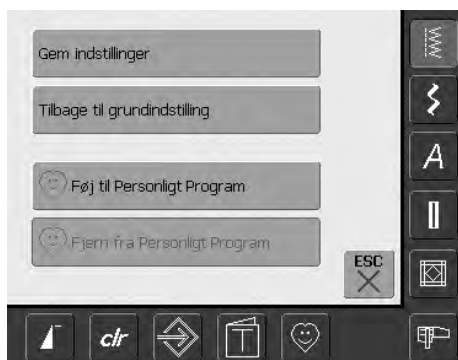 Gem indstillinger
Tilbage til grundindstilling
Føj til Personligt Program
Fjern fra Personligt Program
ESC
A
clr
T